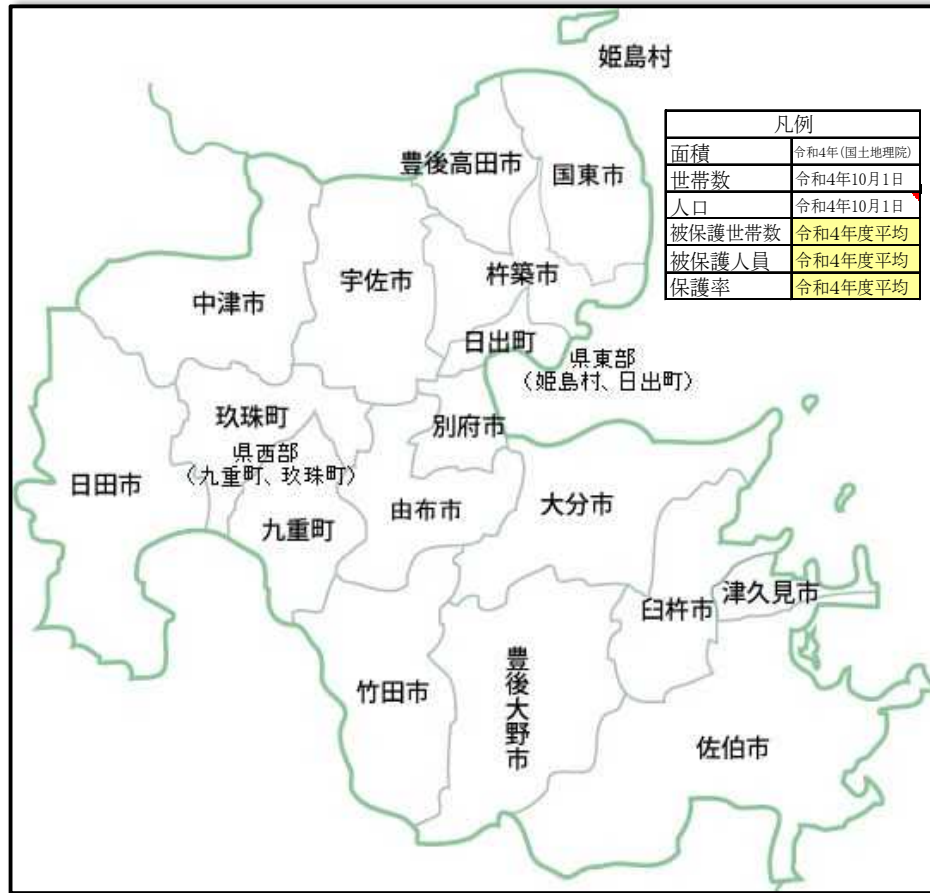 姫島村
凡例
面積 令和4年(国土地理院)
世帯数 令和4年10月1日
人口 令和4年10月1日
被保護世帯数 令和4年度平均
被保護人員 令和4年度平均
保護率 令和4年度平均
豊後高田市
国東市
中津市
宇佐市
杵築市
日出町
県東部
(姫島村、日出町)
玖珠町
別府市
県西部
(九重町、玖珠町)
日田市
由布市
大分市
九重町
津久見市
臼杵市
竹田市
豊後大野市
佐伯市